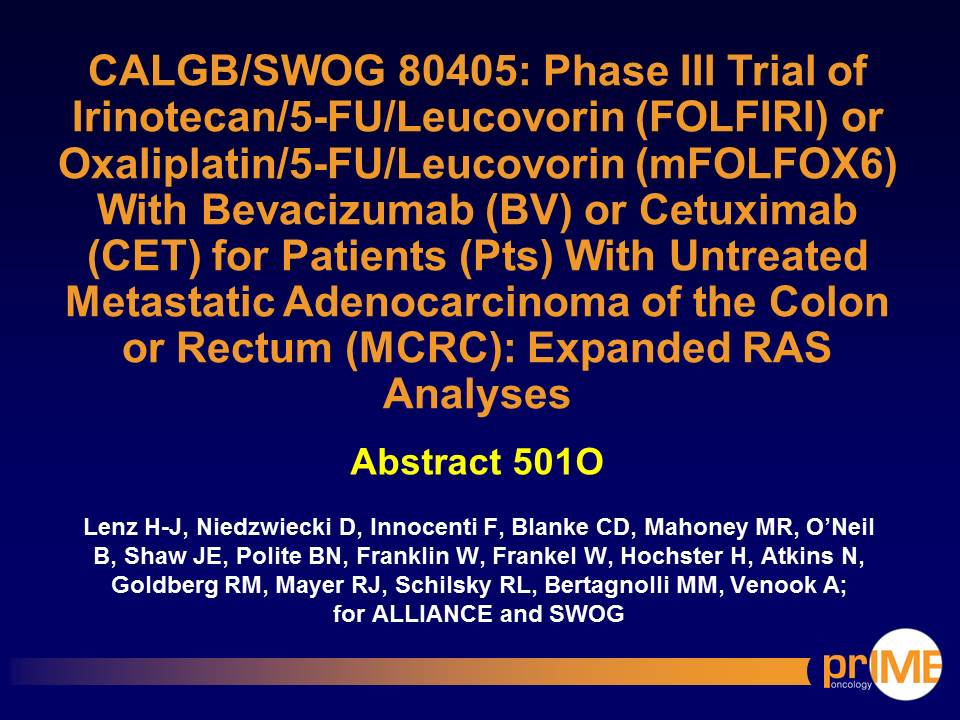 CALGB/SWOG 80405: Phase III Trial of
Irinotecan/5-FU/Leucovorin (FOLFIRI) or
Oxaliplatin/5-FU/Leucovorin (mFOLFOX6)
With Bevacizumab (BV) or Cetuximab
(CET) for Patients (Pts) With Untreated
Metastatic Adenocarcinoma of the Colon
or Rectum (MCRC): Expanded RAS
Analyses
Abstract 501O
Lenz H-J, Niedzwiecki D, Innocenti F, Blanke CD, Mahoney MR, O’Neil
B, Shaw JE, Polite BN, Franklin W, Frankel W, Hochster H, Atkins N,
Goldberg RM, Mayer RJ, Schilsky RL, Bertagnolli MM, Venook A;
for ALLIANCE and SWOG
prIME
oncology